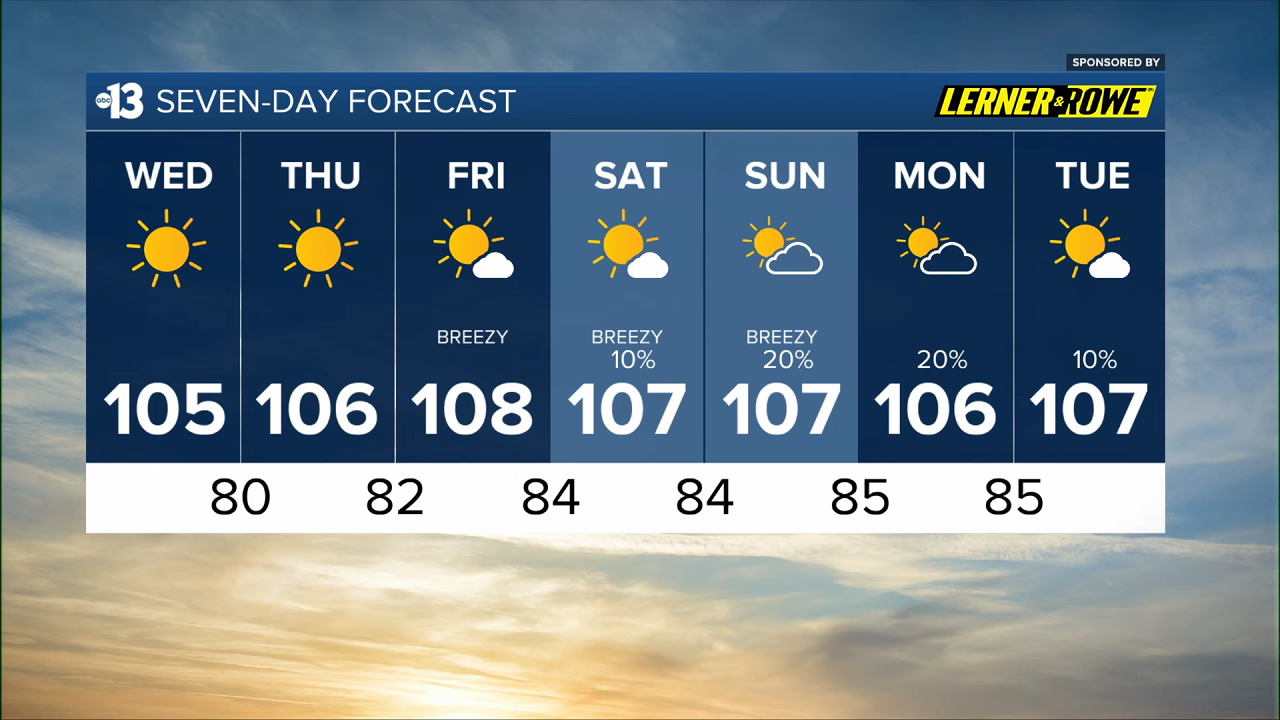 SPONSORED BY
abc 13 SEVEN-DAY FORECAST LERNER & ROWE
WED THU FRI SAT SUN MON TUE
BREEZY BREEZY BREEZY
10% 20% 20% 10%
105 106 108 107 107 106 107
80 82 84 84 85 85